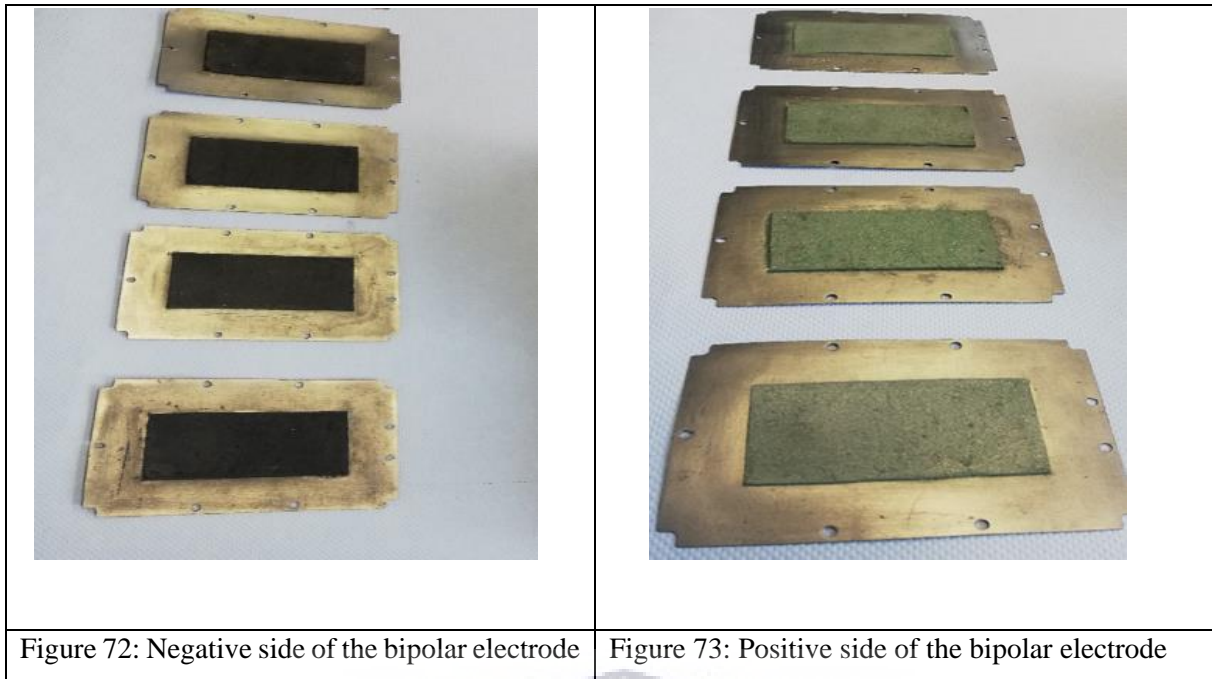 Figure 72: Negative side of the bipolar electrode
Figure 73: Positive side of the bipolar electrode